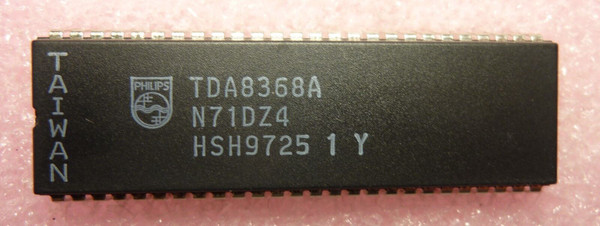 TAIWAN
PHILIPS
TDA8368A
N71DZ4
HSH9725 1 Y